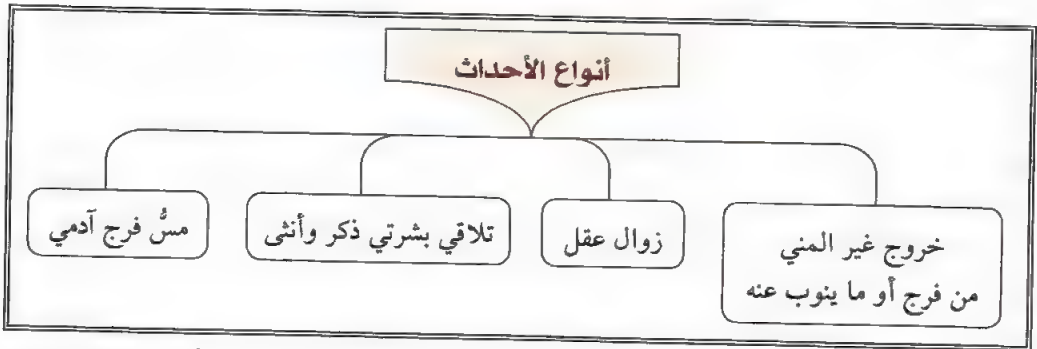 أنواع الأحداث
خروج غير المني
من فرج أو ما ينوب عنه
زوال عقل
تلاقي بشرتي ذكر وأنثى
مسُّ فرج آدمي